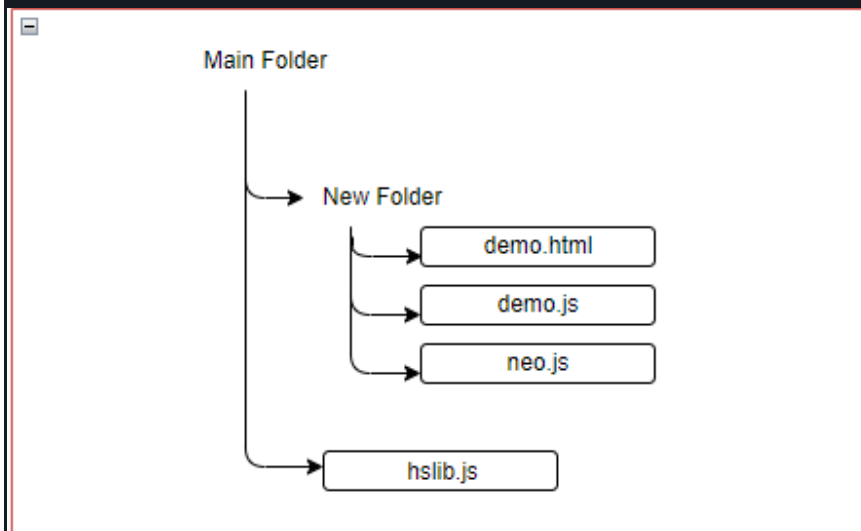 Main Folder
New Folder
demo.html
demo.js
neo.js
hslib.js